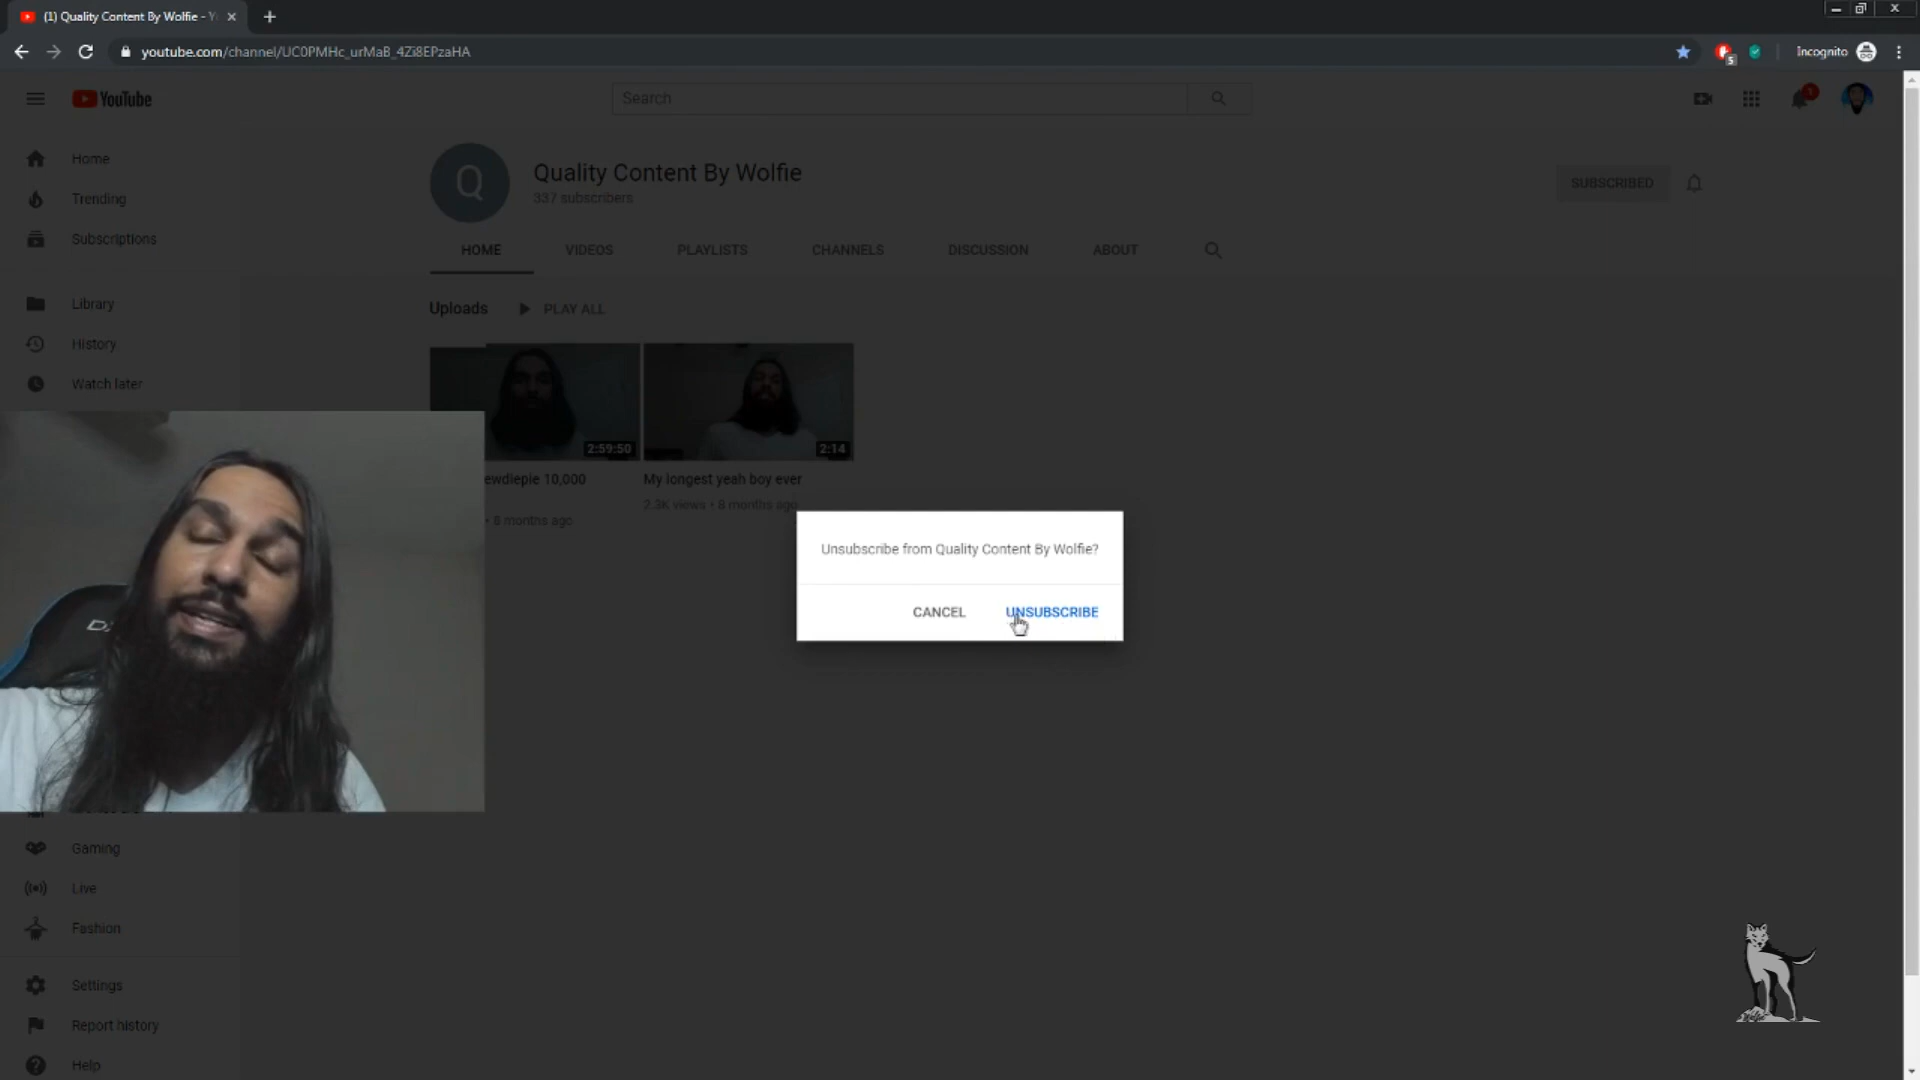 (1) Quality Content By Wolfie - Y
youtube.com/channel/UC0PMHc_urMaB_4Zi8EPzaHA
5
Incognito
YouTube
Search
1
Home
Trending
Subscriptions
Library
History
Watch later
Q
Quality Content By Wolfie
337 subscribers
SUBSCRIBED
HOME
VIDEOS
PLAYLISTS
CHANNELS
DISCUSSION
ABOUT
Uploads
PLAY ALL
2:59:50
2:14
ewdiepie 10,000
• 8 months ago
My longest yeah boy ever
2.3K views • 8 months ago
Unsubscribe from Quality Content By Wolfie?
CANCEL
UNSUBSCRIBE
Gaming
Live
Fashion
Settings
Report history
Help